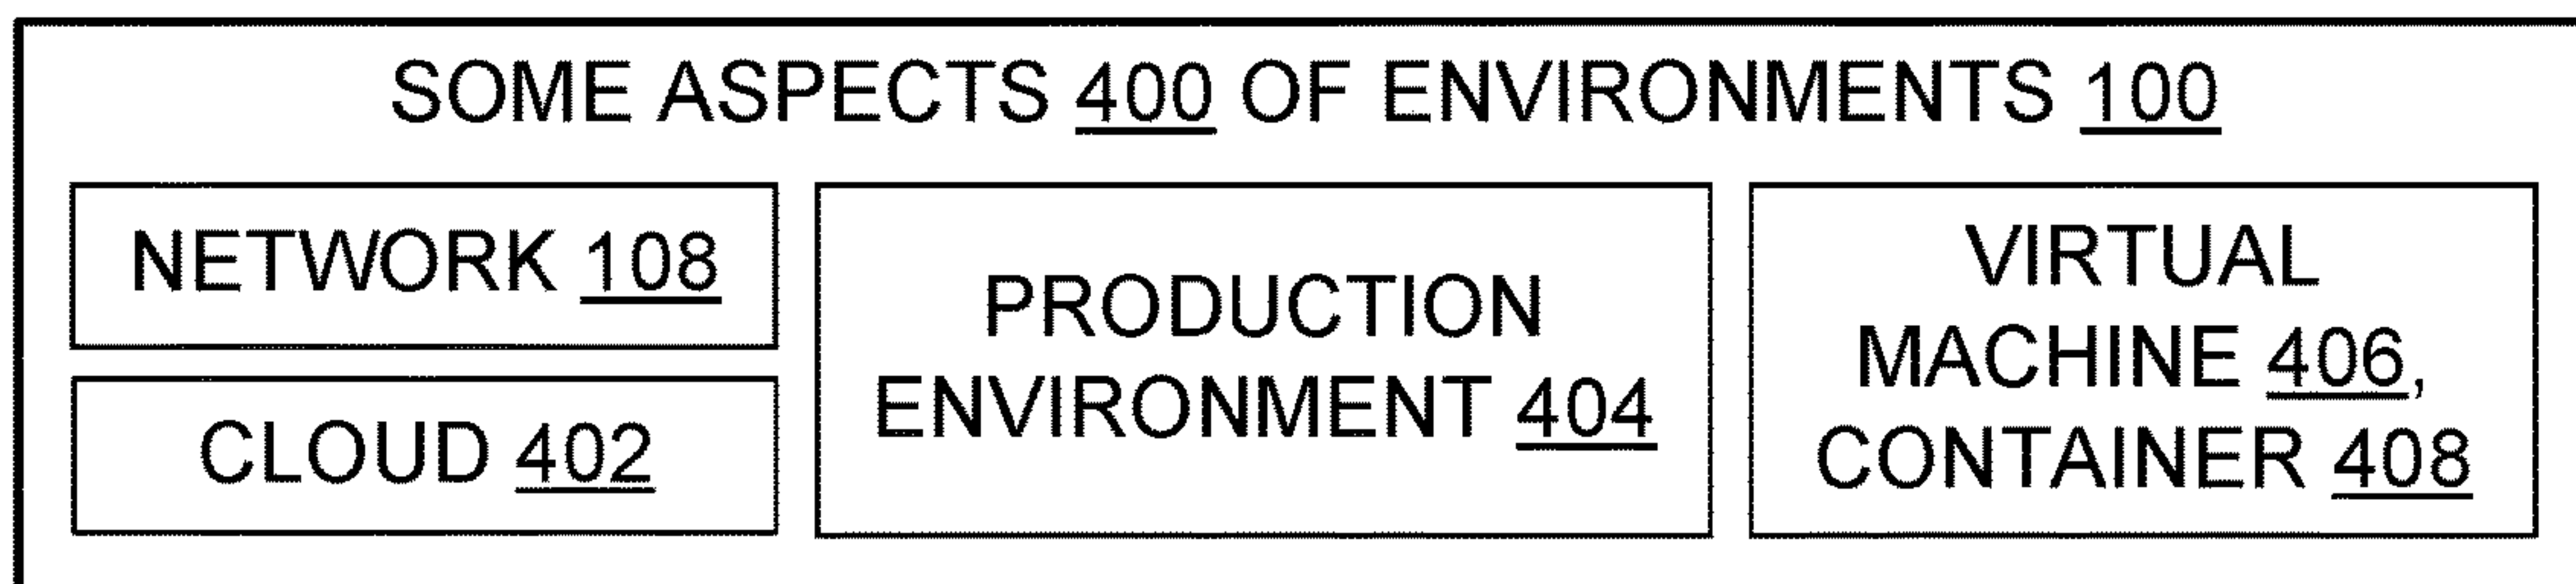 SOME ASPECTS 400 OF ENVIRONMENTS 100
NETWORK 108
CLOUD 402
PRODUCTION
ENVIRONMENT 404
VIRTUAL
MACHINE 406,
CONTAINER 408